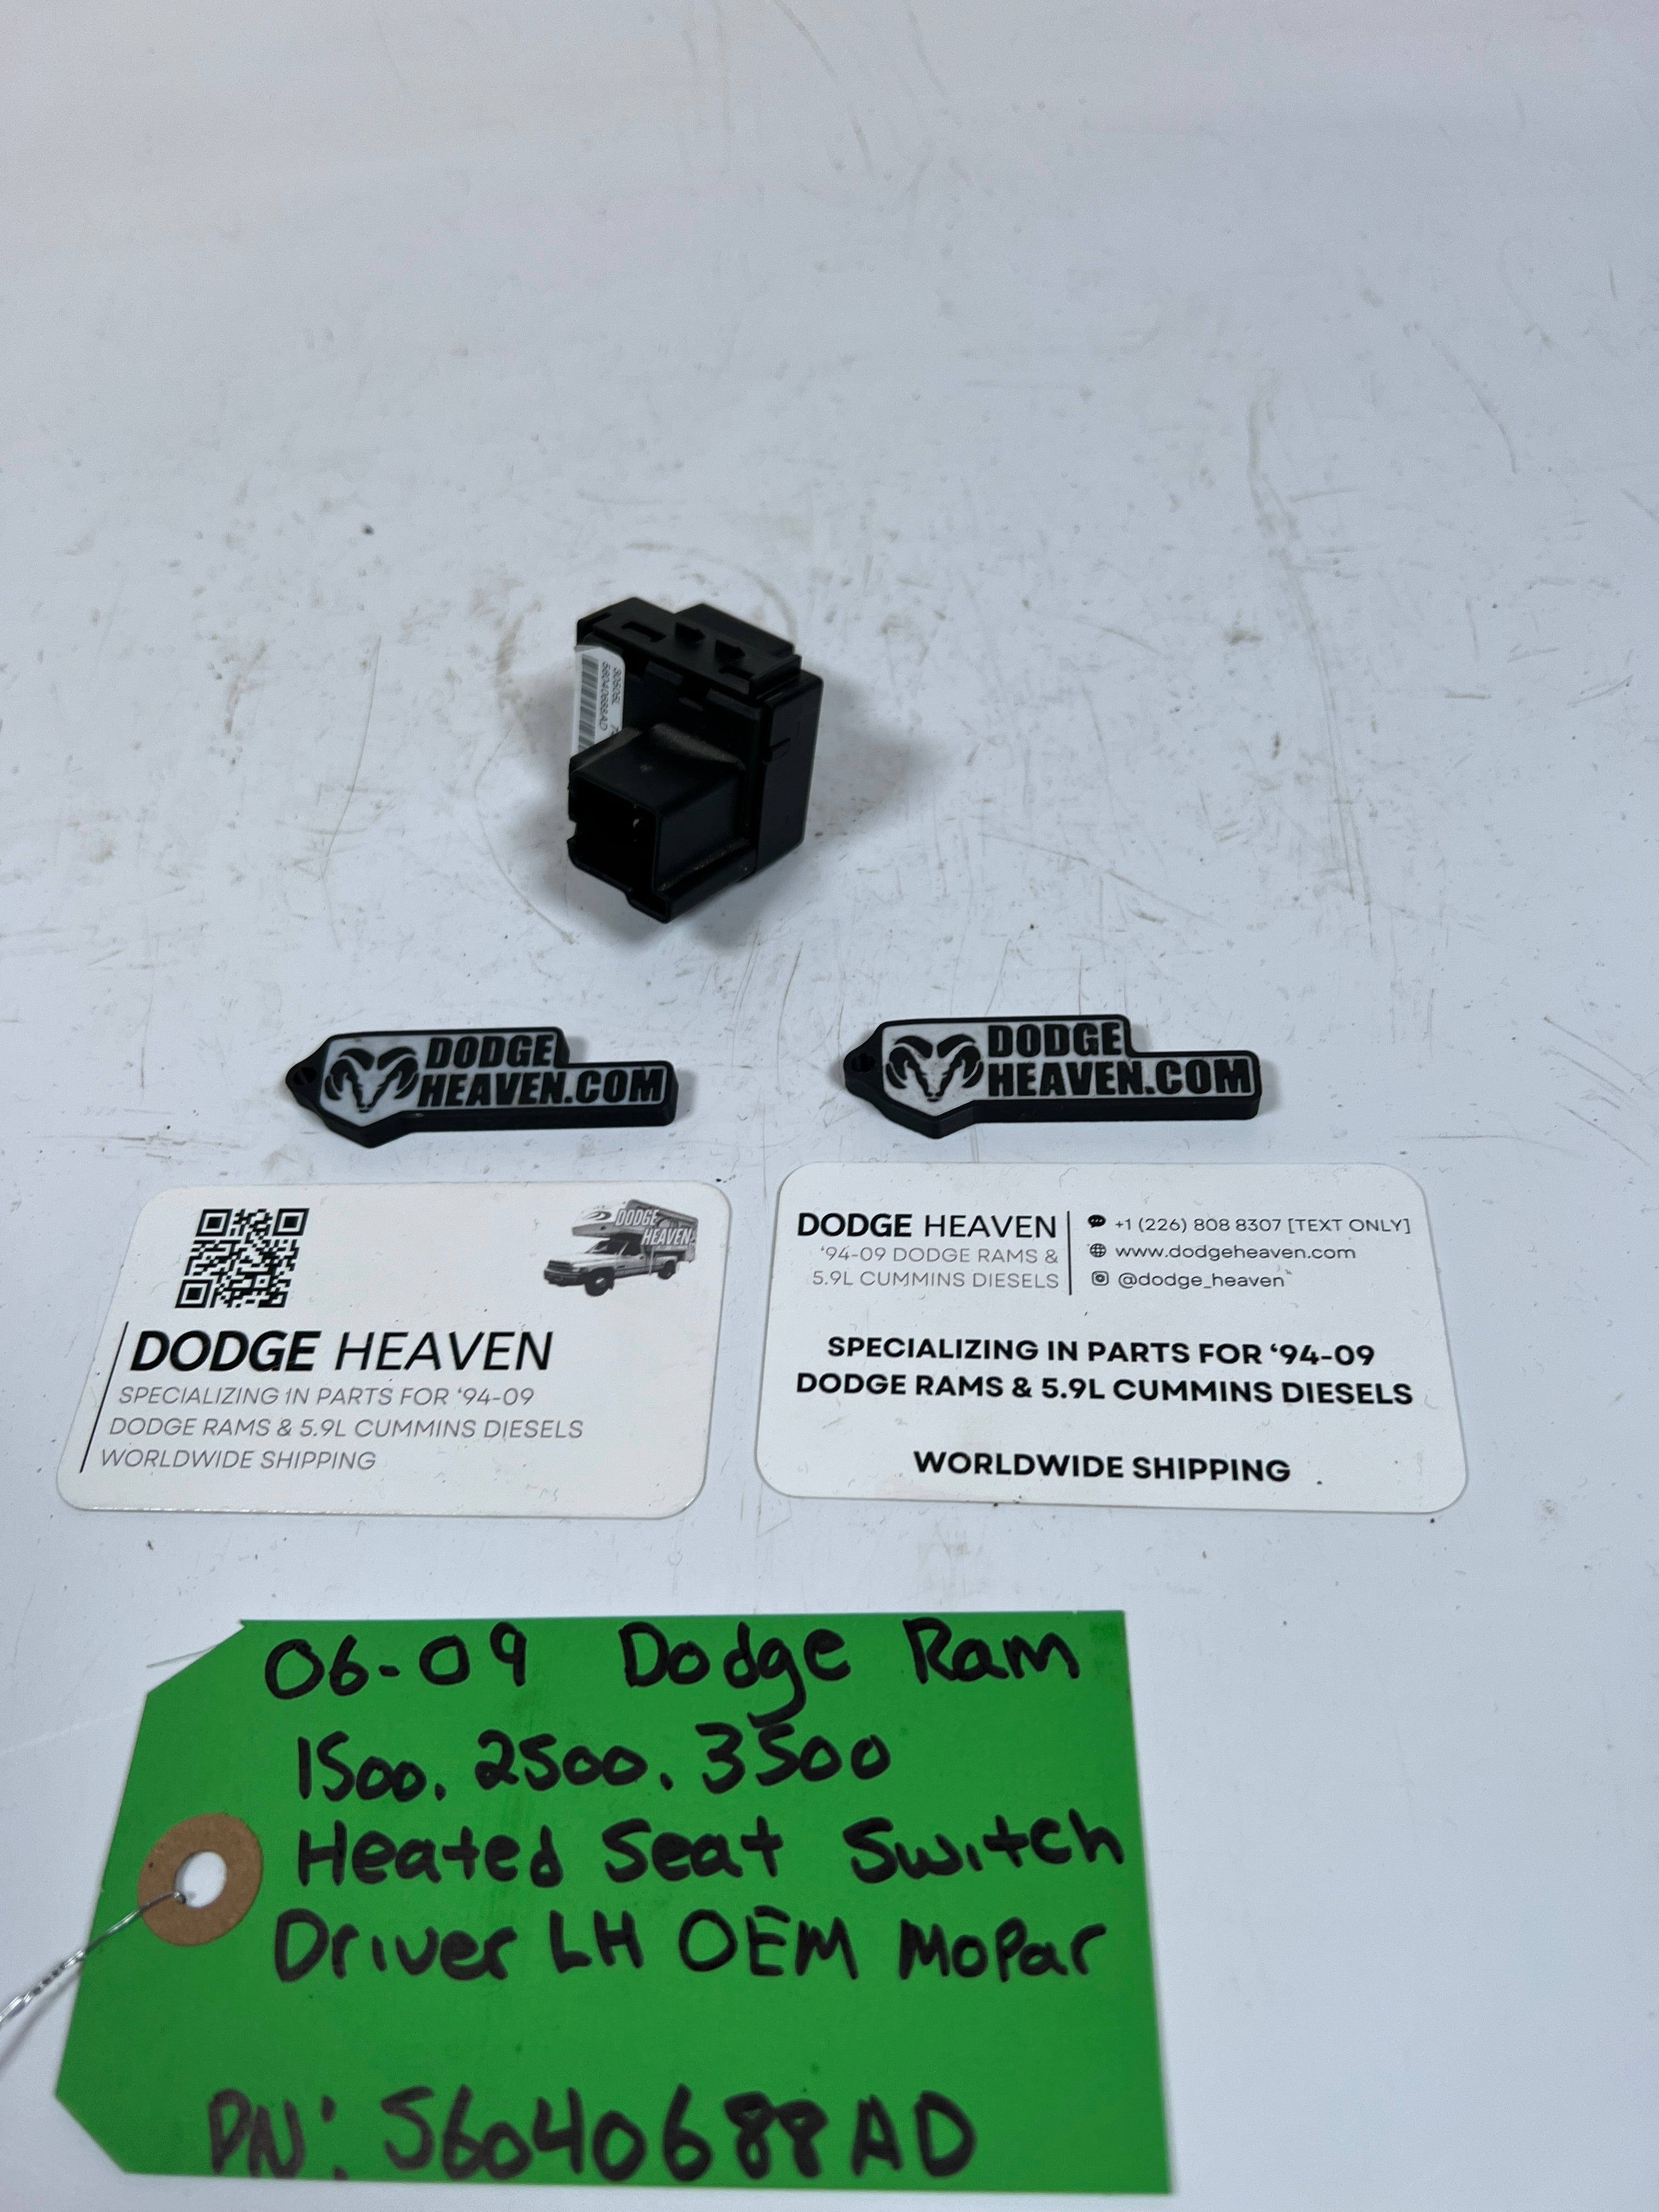 56040688AD
DODGE
HEAVEN.COM
DODGE
HEAVEN.COM
DODGE
HEAVEN
DODGE HEAVEN
SPECIALIZING IN PARTS FOR ‘94-09
DODGE RAMS & 5.9L CUMMINS DIESELS
WORLDWIDE SHIPPING
DODGE HEAVEN
‘94-09 DODGE RAMS &
5.9L CUMMINS DIESELS
+1 (226) 808 8307 [TEXT ONLY]
www.dodgeheaven.com
@dodge_heaven
SPECIALIZING IN PARTS FOR ‘94-09
DODGE RAMS & 5.9L CUMMINS DIESELS
WORLDWIDE SHIPPING
06-09 Dodge Ram
1500. 2500. 3500
Heated Seat Switch
Driver LH OEM Mopar
PN: 56040688AD